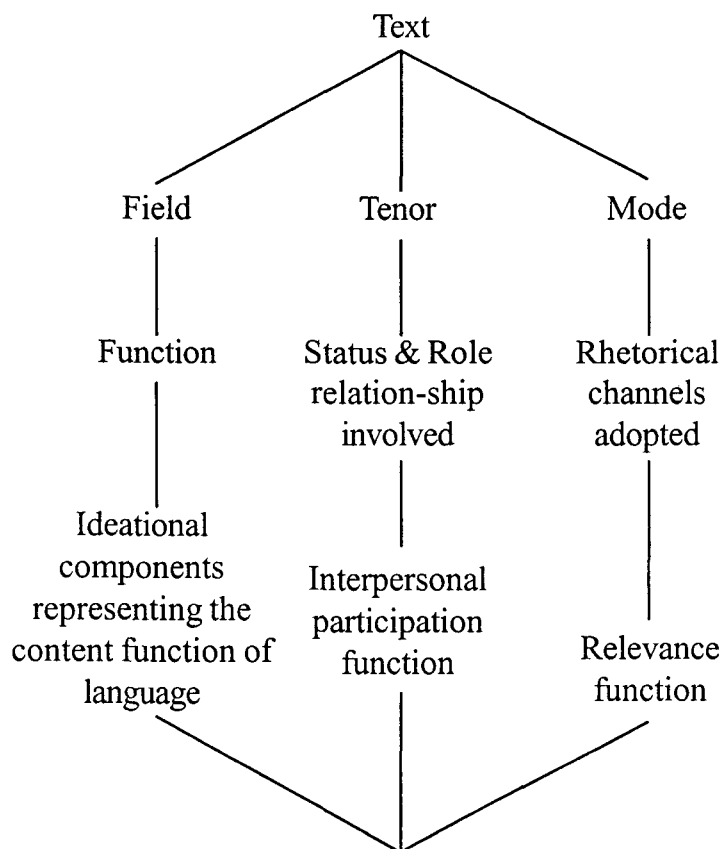 Text
Field
Tenor
Mode
Function
Status & Role
relation-ship
involved
Rhetorical
channels
adopted
Ideational
components
representing the
content function of
language
Interpersonal
participation
function
Relevance
function